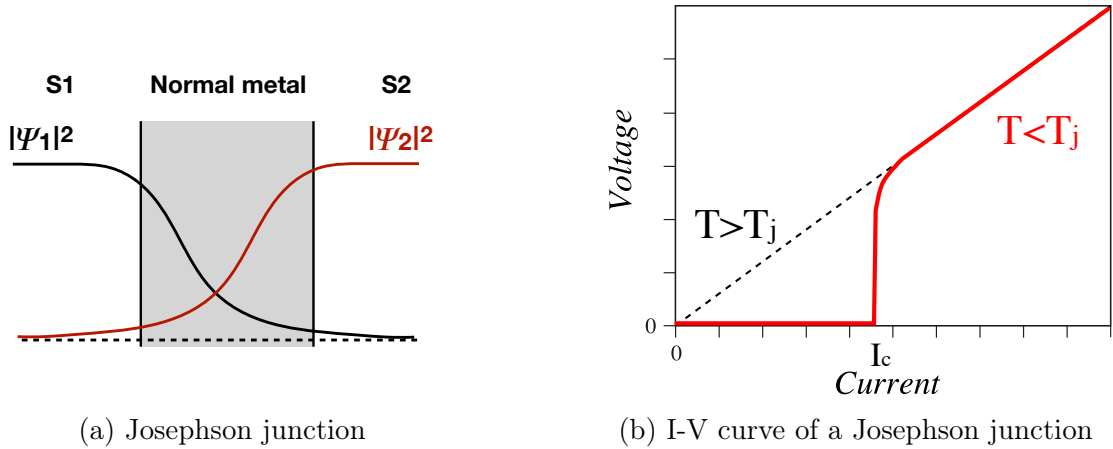 S1 Normal metal S2
|Ψ1|² |Ψ2|²
(a) Josephson junction
Voltage
T<Tj
T>Tj
0
0
Ic
Current
(b) I-V curve of a Josephson junction